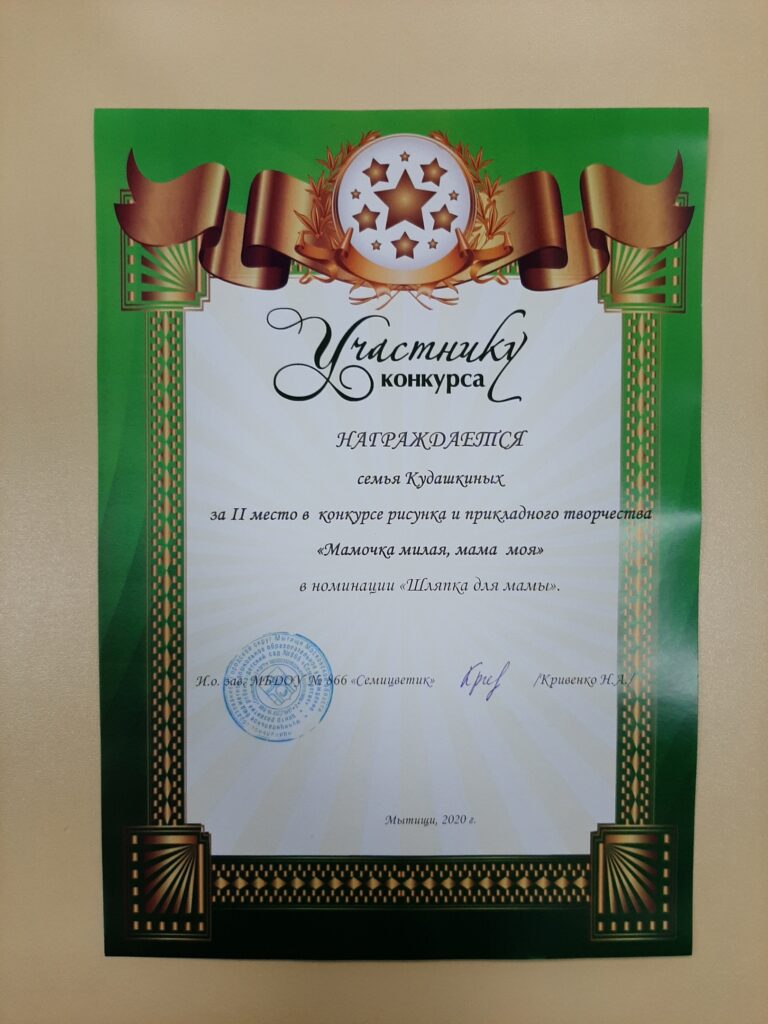 Участнику
конкурса
НАГРАЖДАЕТСЯ
семья Кудашкиных
за II место в конкурсе рисунка и прикладного творчества
«Мамочка милая, мама моя»
в номинации «Шляпка для мамы».
И.о. зав. МБДОУ № 866 «Семицветик» /Кривенко Н.А./
Мытищи, 2020 г.